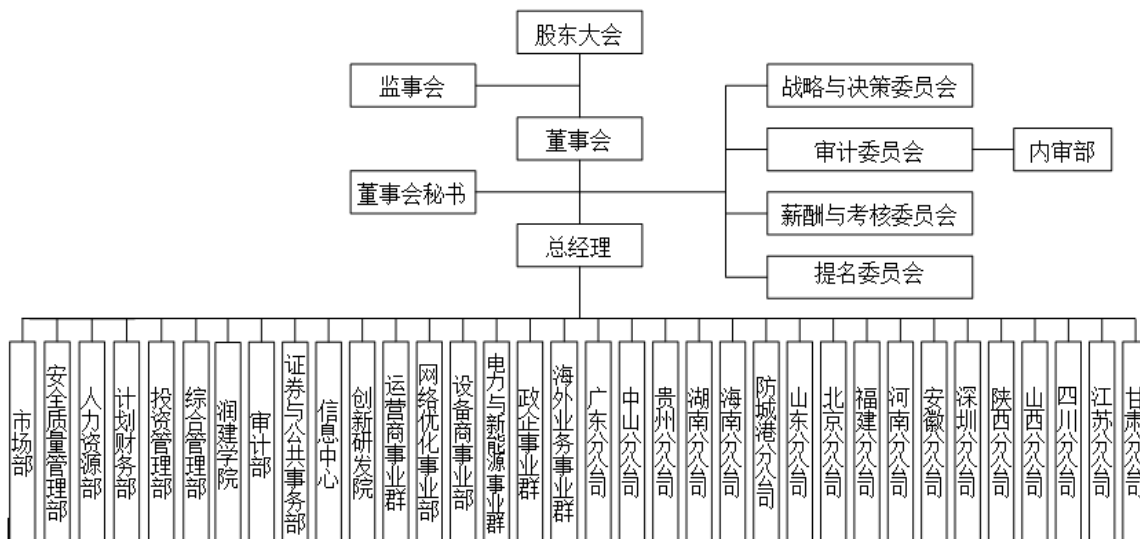 股东大会
监事会
战略与决策委员会
董事会
审计委员会
内审部
董事会秘书
薪酬与考核委员会
总经理
提名委员会
市场部
安全质量管理部
人力资源部
计划财务部
投资管理部
综合管理部
润建学院
审计部
证券与公共事务部
信息中心
创新研发院
运营商事业群
网络优化事业部
设备商事业部
电力与新能源事业群
政企事业群
海外业务事业群
广东分公司
中山分公司
贵州分公司
湖南分公司
海南分公司
防城港分公司
山东分公司
北京分公司
福建分公司
河南分公司
安徽分公司
深圳分公司
陕西分公司
山西分公司
四川分公司
江苏分公司
甘肃分公司